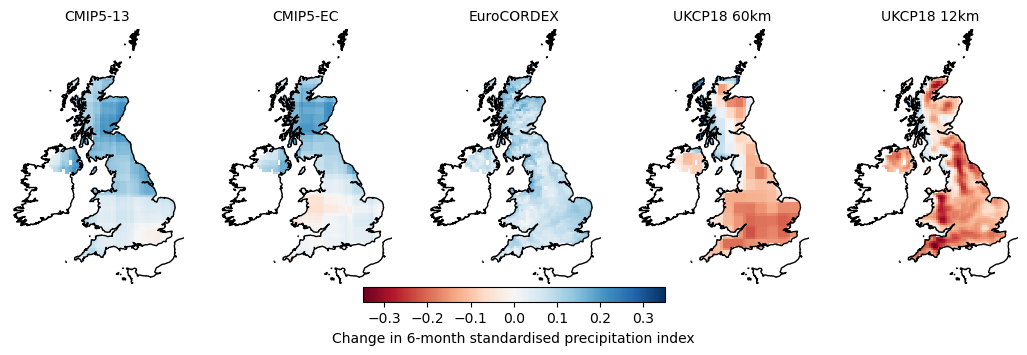 CMIP5-13 CMIP5-EC EuroCORDEX UKCP18 60km UKCP18 12km
−0.3 −0.2 −0.1 0.0 0.1 0.2 0.3
Change in 6-month standardised precipitation index